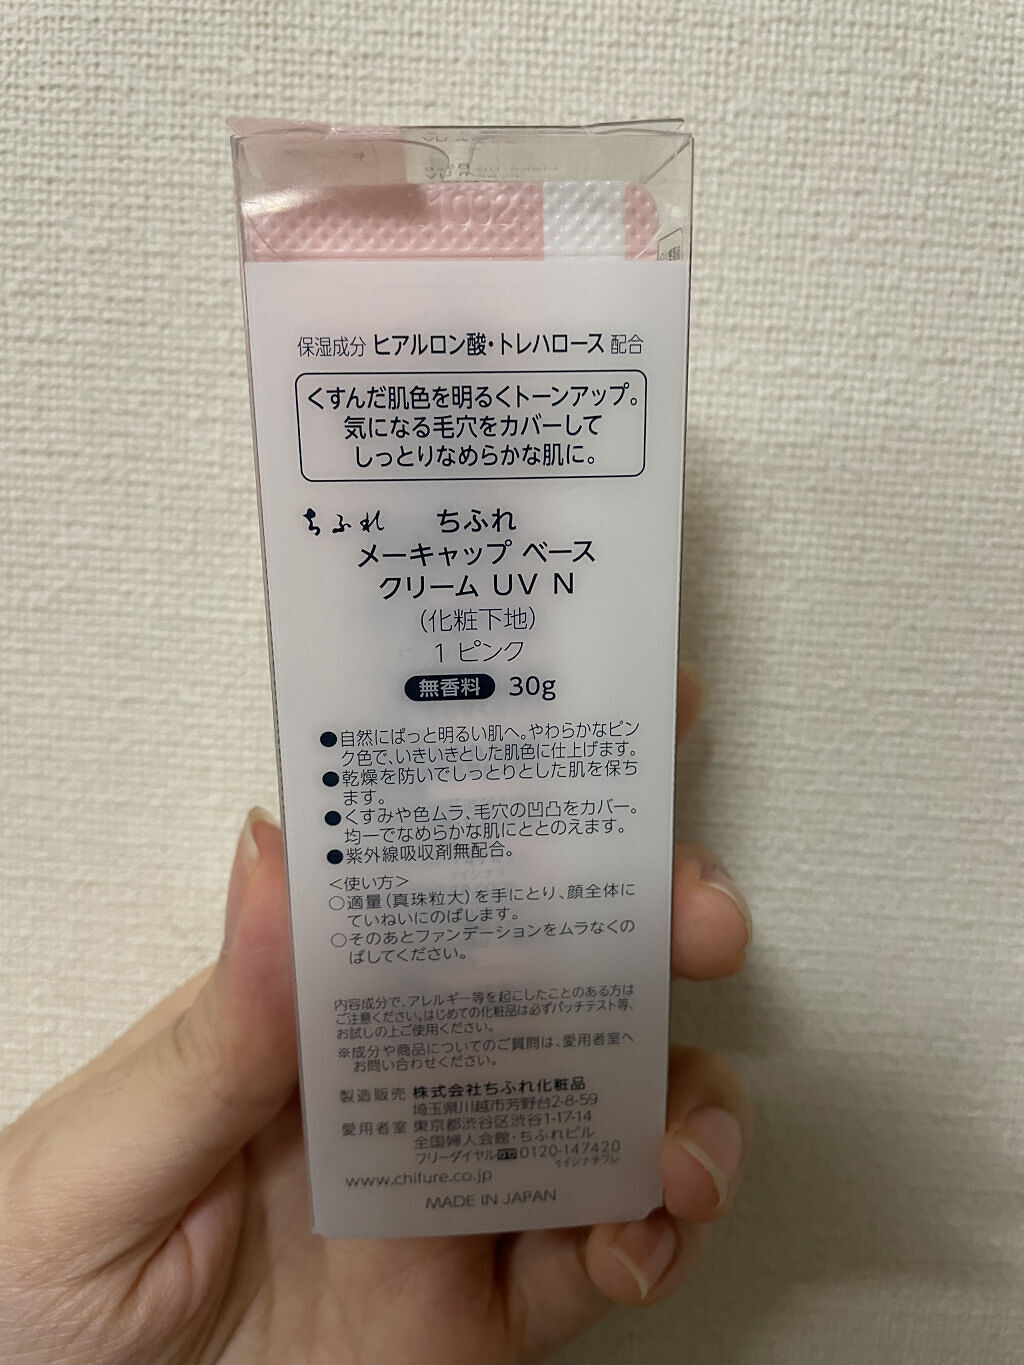 1092
保湿成分 ヒアルロン酸・トレハロース 配合
くすんだ肌色を明るくトーンアップ。
気になる毛穴をカバーして
しっとりなめらかな肌に。
ちふれ ちふれ
メーキャップ ベース
クリーム UV N
(化粧下地)
1 ピンク
無香料 30g
●自然にぱっと明るい肌へ。やわらかなピン
ク色で、いきいきとした肌色に仕上げます。
●乾燥を防いでしっとりとした肌を保ち
ます。
●くすみや色ムラ、毛穴の凹凸をカバー。
均一でなめらかな肌にととのえます。
●紫外線吸収剤無配合。
<使い方>
○適量(真珠粒大)を手にとり、顔全体に
ていねいにのばします。
○そのあとファンデーションをムラなくの
ばしてください。
内容成分で、アレルギー等を起こしたことのある方は
ご注意ください。はじめての化粧品は必ずパッチテスト等、
お試しの上ご使用ください。
※成分や商品についてのご質問は、愛用者室へ
お問い合わせください。
製造販売 株式会社ちふれ化粧品
埼玉県川越市芳野台2-8-59
愛用者室 東京都渋谷区渋谷1-17-14
全国婦人会館・ちふれビル
フリーダイヤル 0120-147420
イイシナチフレ
www.chifure.co.jp
MADE IN JAPAN